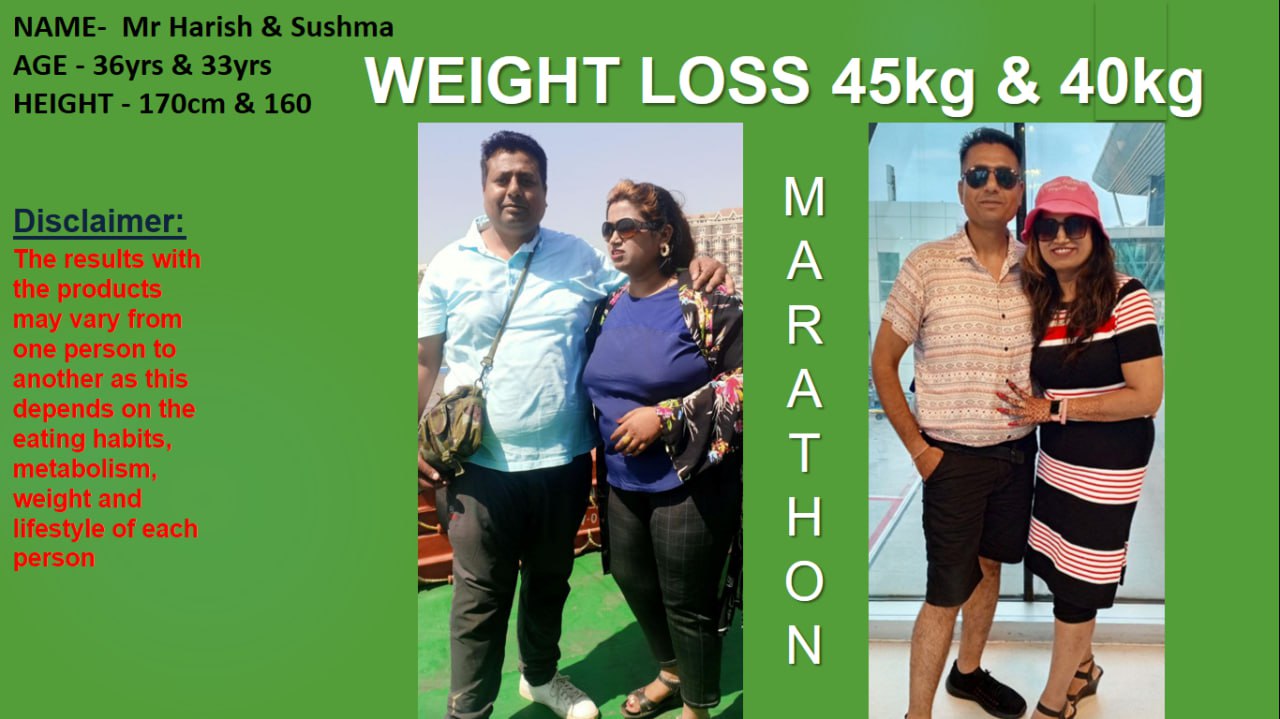 NAME-  Mr Harish & Sushma
AGE - 36yrs & 33yrs
HEIGHT - 170cm & 160
WEIGHT LOSS 45kg & 40kg
Disclaimer:
The results with
the products
may vary from
one person to
another as this
depends on the
eating habits,
metabolism,
weight and
lifestyle of each
person
M
A
R
A
T
H
O
N